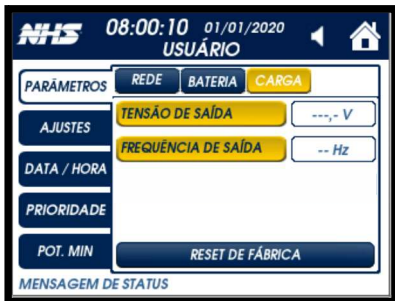 NHS
08:00:10 01/01/2020
USUÁRIO
PARÂMETROS
REDE
BATERIA
CARGA
TENSÃO DE SAÍDA
---,- V
AJUSTES
FREQUÊNCIA DE SAÍDA
-- Hz
DATA / HORA
PRIORIDADE
POT. MIN
RESET DE FÁBRICA
MENSAGEM DE STATUS